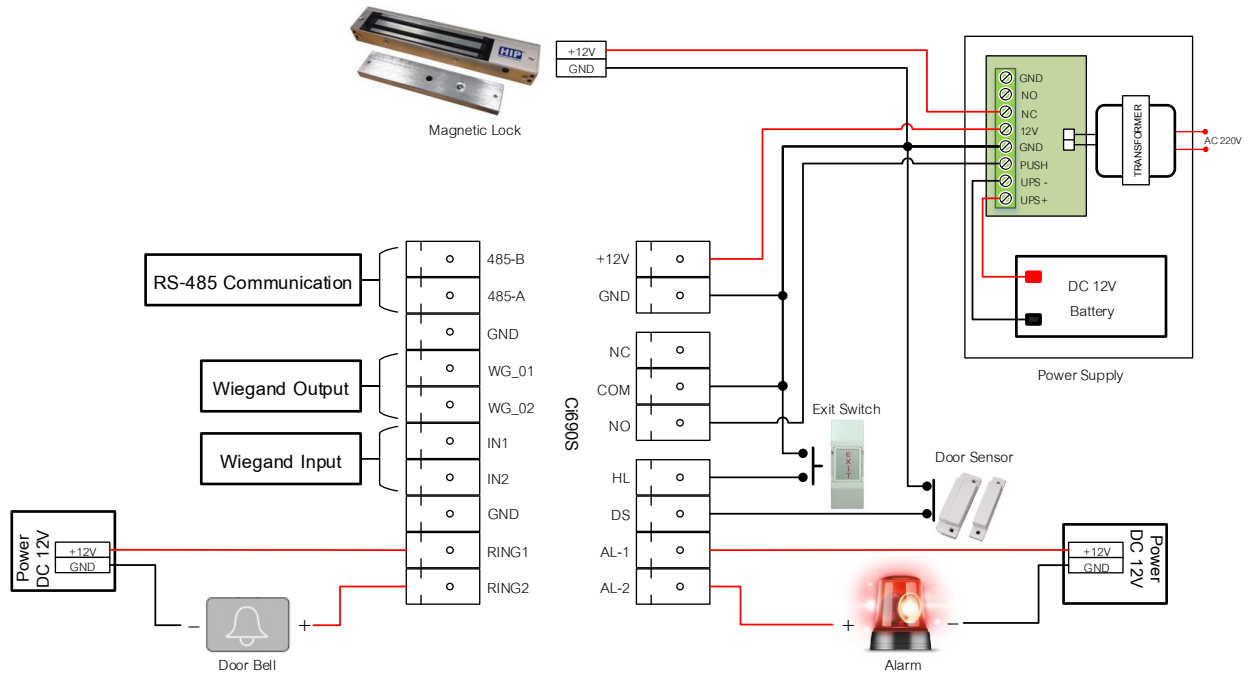 HIP
Magnetic Lock
+12V
GND
GND
NO
NC
12V
GND
PUSH
UPS -
UPS+
TRANSFORMER
AC 220V
DC 12V
Battery
Power Supply
RS-485 Communication
Wiegand Output
Wiegand Input
485-B
485-A
GND
WG_01
WG_02
IN1
IN2
GND
RING1
RING2
Ci690S
+12V
GND
NC
COM
NO
HL
DS
AL-1
AL-2
Exit Switch
EXIT
Door Sensor
Power
DC 12V
+12V
GND
−
+
Door Bell
+
−
Alarm
+12V
GND
Power
DC 12V